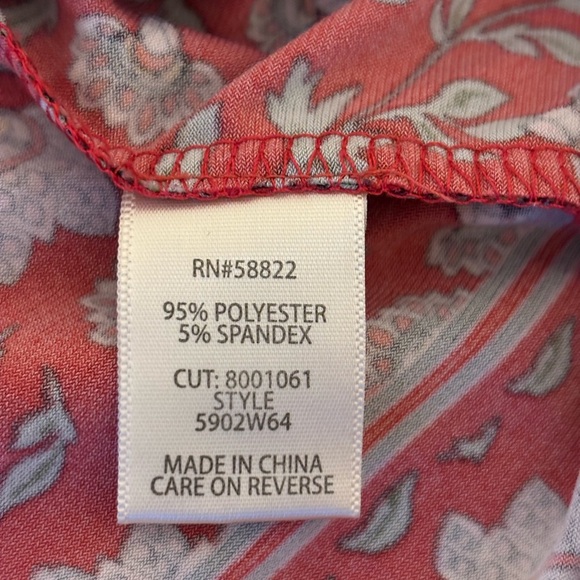 RN#58822
95% POLYESTER
5% SPANDEX
CUT: 8001061
STYLE
5902W64
MADE IN CHINA
CARE ON REVERSE